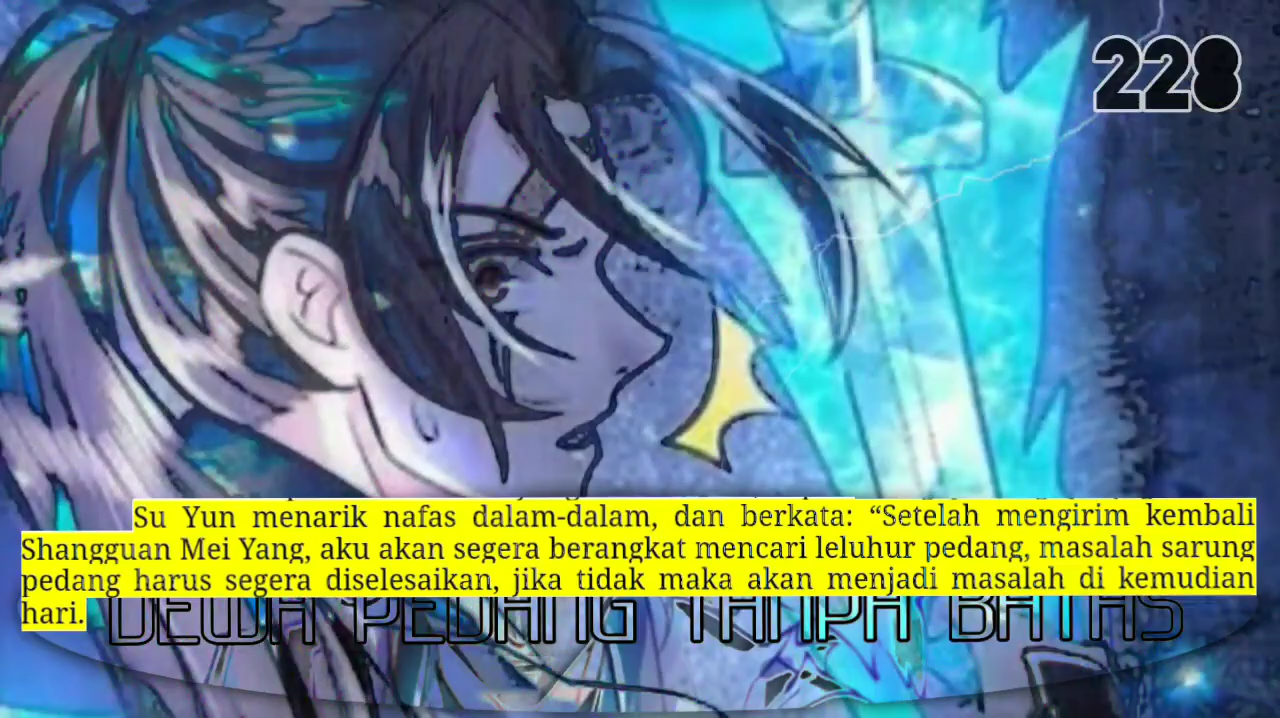 228
Su Yun menarik nafas dalam-dalam, dan berkata: “Setelah mengirim kembali
Shangguan Mei Yang, aku akan segera berangkat mencari leluhur pedang, masalah sarung
pedang harus segera diselesaikan, jika tidak maka akan menjadi masalah di kemudian
hari.
DEWA PEDANG TANPA BATAS